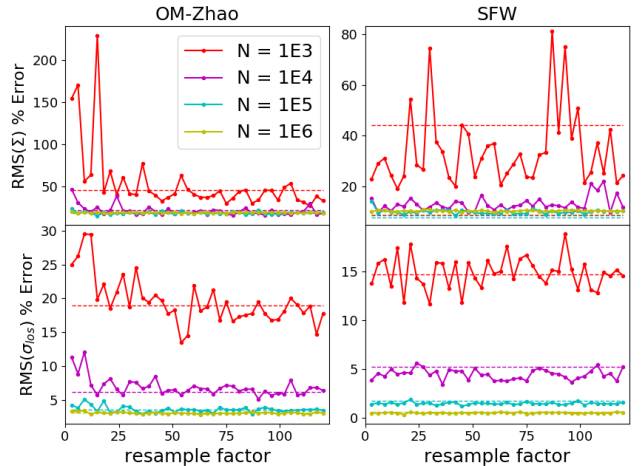 OM-Zhao
SFW
RMS(Σ) % Error
200
150
100
50
N = 1E3
N = 1E4
N = 1E5
N = 1E6
80
60
40
20
RMS(σlos) % Error
30
25
20
15
10
5
15
10
5
0
0 25 50 75 100
0 25 50 75 100
resample factor
resample factor